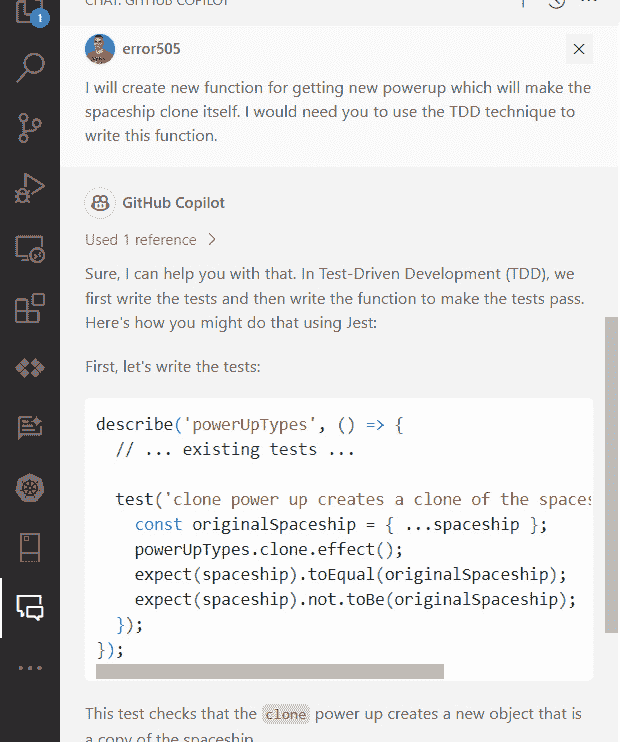 CHAT: GITHUB COPILOT
1
error505
I will create new function for getting new powerup which will make the
spaceship clone itself. I would need you to use the TDD technique to
write this function.
GitHub Copilot
Used 1 reference
Sure, I can help you with that. In Test-Driven Development (TDD), we
first write the tests and then write the function to make the tests pass.
Here's how you might do that using Jest:
First, let's write the tests:
describe('powerUpTypes', () => {
// ... existing tests ...
test('clone power up creates a clone of the spaces
const originalSpaceship = { ...spaceship };
powerUpTypes.clone.effect();
expect(spaceship).toEqual(originalSpaceship);
expect(spaceship).not.toBe(originalSpaceship);
});
});
This test checks that the clone power up creates a new object that is
a copy of the spaceship.